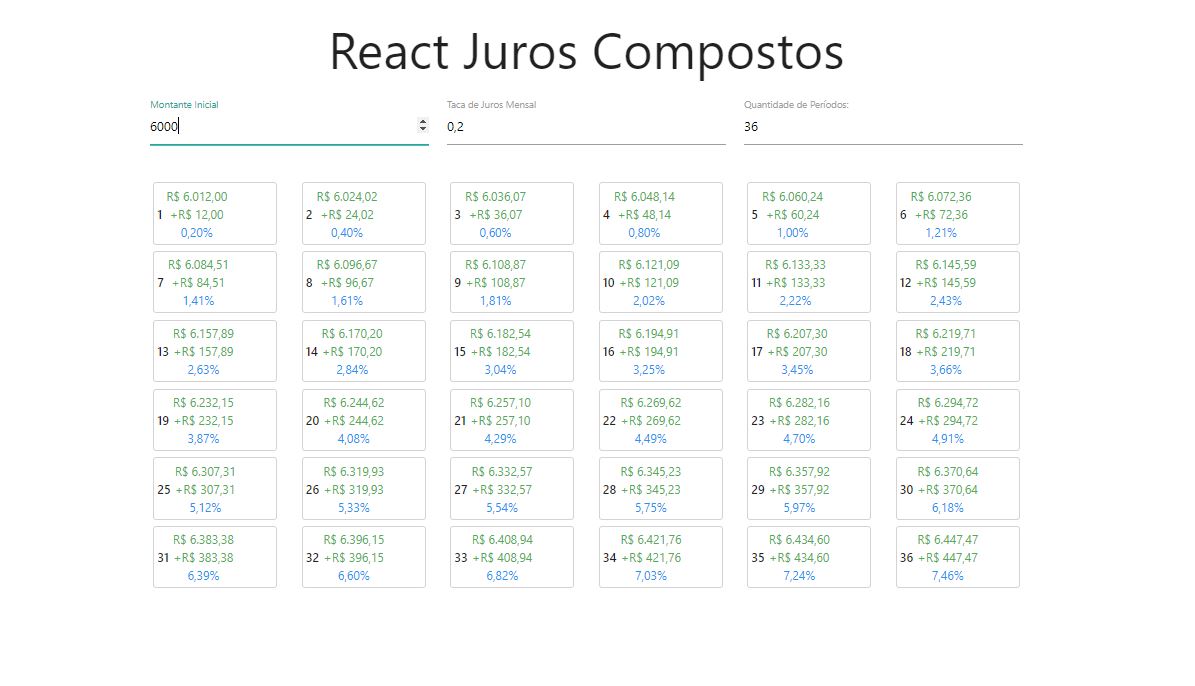 React Juros Compostos
Montante Inicial Taca de Juros Mensal Quantidade de Períodos:
6000 0,2 36
R$ 6.012,00 R$ 6.024,02 R$ 6.036,07 R$ 6.048,14 R$ 6.060,24 R$ 6.072,36
1 +R$ 12,00 2 +R$ 24,02 3 +R$ 36,07 4 +R$ 48,14 5 +R$ 60,24 6 +R$ 72,36
0,20% 0,40% 0,60% 0,80% 1,00% 1,21%
R$ 6.084,51 R$ 6.096,67 R$ 6.108,87 R$ 6.121,09 R$ 6.133,33 R$ 6.145,59
7 +R$ 84,51 8 +R$ 96,67 9 +R$ 108,87 10 +R$ 121,09 11 +R$ 133,33 12 +R$ 145,59
1,41% 1,61% 1,81% 2,02% 2,22% 2,43%
R$ 6.157,89 R$ 6.170,20 R$ 6.182,54 R$ 6.194,91 R$ 6.207,30 R$ 6.219,71
13 +R$ 157,89 14 +R$ 170,20 15 +R$ 182,54 16 +R$ 194,91 17 +R$ 207,30 18 +R$ 219,71
2,63% 2,84% 3,04% 3,25% 3,45% 3,66%
R$ 6.232,15 R$ 6.244,62 R$ 6.257,10 R$ 6.269,62 R$ 6.282,16 R$ 6.294,72
19 +R$ 232,15 20 +R$ 244,62 21 +R$ 257,10 22 +R$ 269,62 23 +R$ 282,16 24 +R$ 294,72
3,87% 4,08% 4,29% 4,49% 4,70% 4,91%
R$ 6.307,31 R$ 6.319,93 R$ 6.332,57 R$ 6.345,23 R$ 6.357,92 R$ 6.370,64
25 +R$ 307,31 26 +R$ 319,93 27 +R$ 332,57 28 +R$ 345,23 29 +R$ 357,92 30 +R$ 370,64
5,12% 5,33% 5,54% 5,75% 5,97% 6,18%
R$ 6.383,38 R$ 6.396,15 R$ 6.408,94 R$ 6.421,76 R$ 6.434,60 R$ 6.447,47
31 +R$ 383,38 32 +R$ 396,15 33 +R$ 408,94 34 +R$ 421,76 35 +R$ 434,60 36 +R$ 447,47
6,39% 6,60% 6,82% 7,03% 7,24% 7,46%